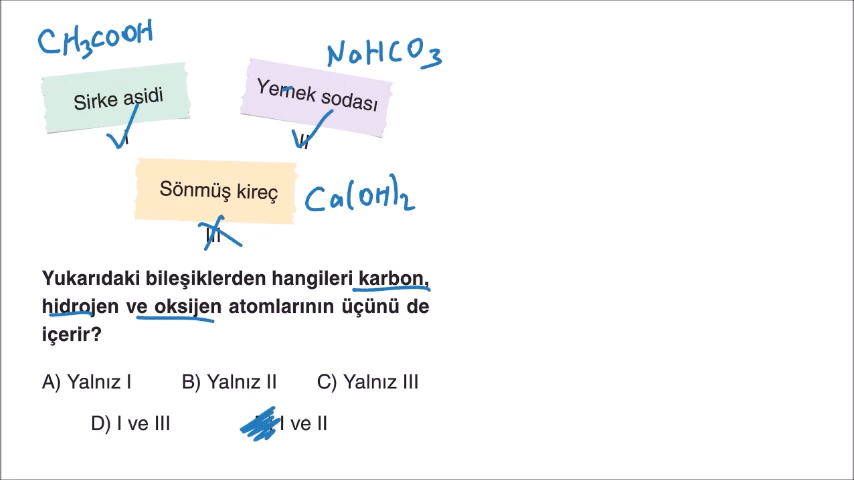 CH3COOH
NaHCO3
Sirke asidi
Yemek sodası
I
II
Sönmüş kireç
Ca(OH)2
III
Yukarıdaki bileşiklerden hangileri karbon,
hidrojen ve oksijen atomlarının üçünü de
içerir?
A) Yalnız I B) Yalnız II C) Yalnız III
D) I ve III I ve II